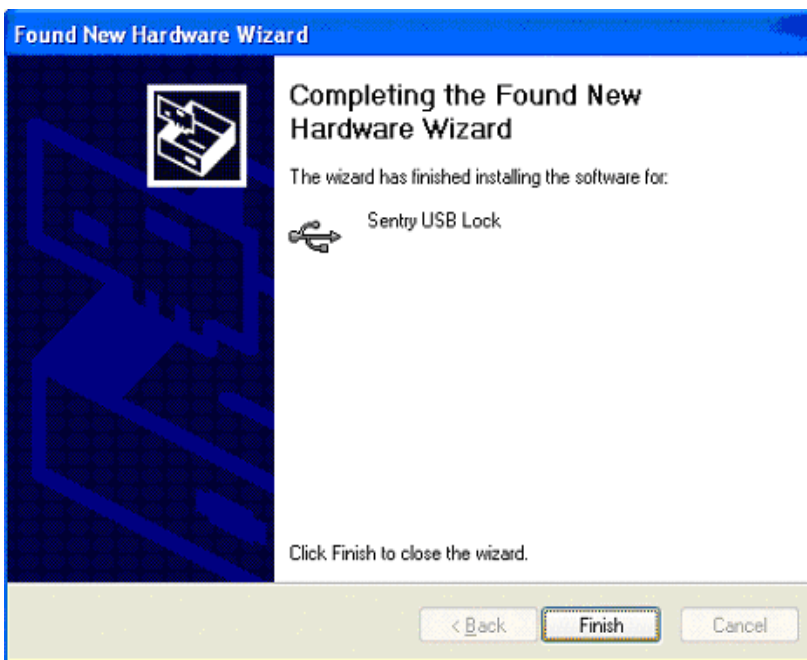 Found New Hardware Wizard
Completing the Found New
Hardware Wizard
The wizard has finished installing the software for:
Sentry USB Lock
Click Finish to close the wizard.
< Back
Finish
Cancel